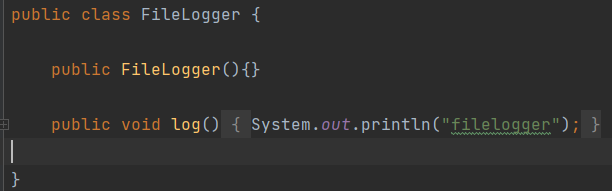 public class FileLogger {
public FileLogger(){}
public void log() { System.out.println("filelogger"); }
}